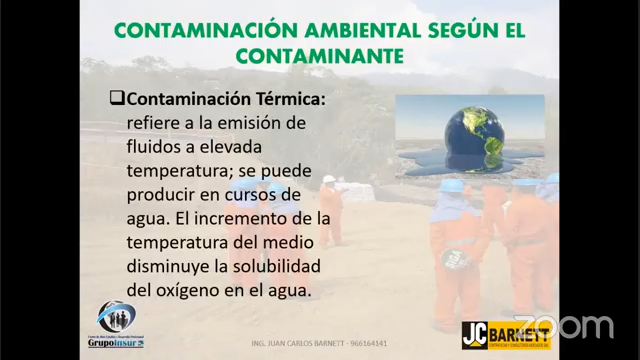 CONTAMINACIÓN AMBIENTAL SEGÚN EL
CONTAMINANTE
Contaminación Térmica:
refiere a la emisión de
fluidos a elevada
temperatura; se puede
producir en cursos de
agua. El incremento de la
temperatura del medio
disminuye la solubilidad
del oxígeno en el agua.
GrupoInsur
ING. JUAN CARLOS BARNETT - 966164141
JC BARNETT
zoom